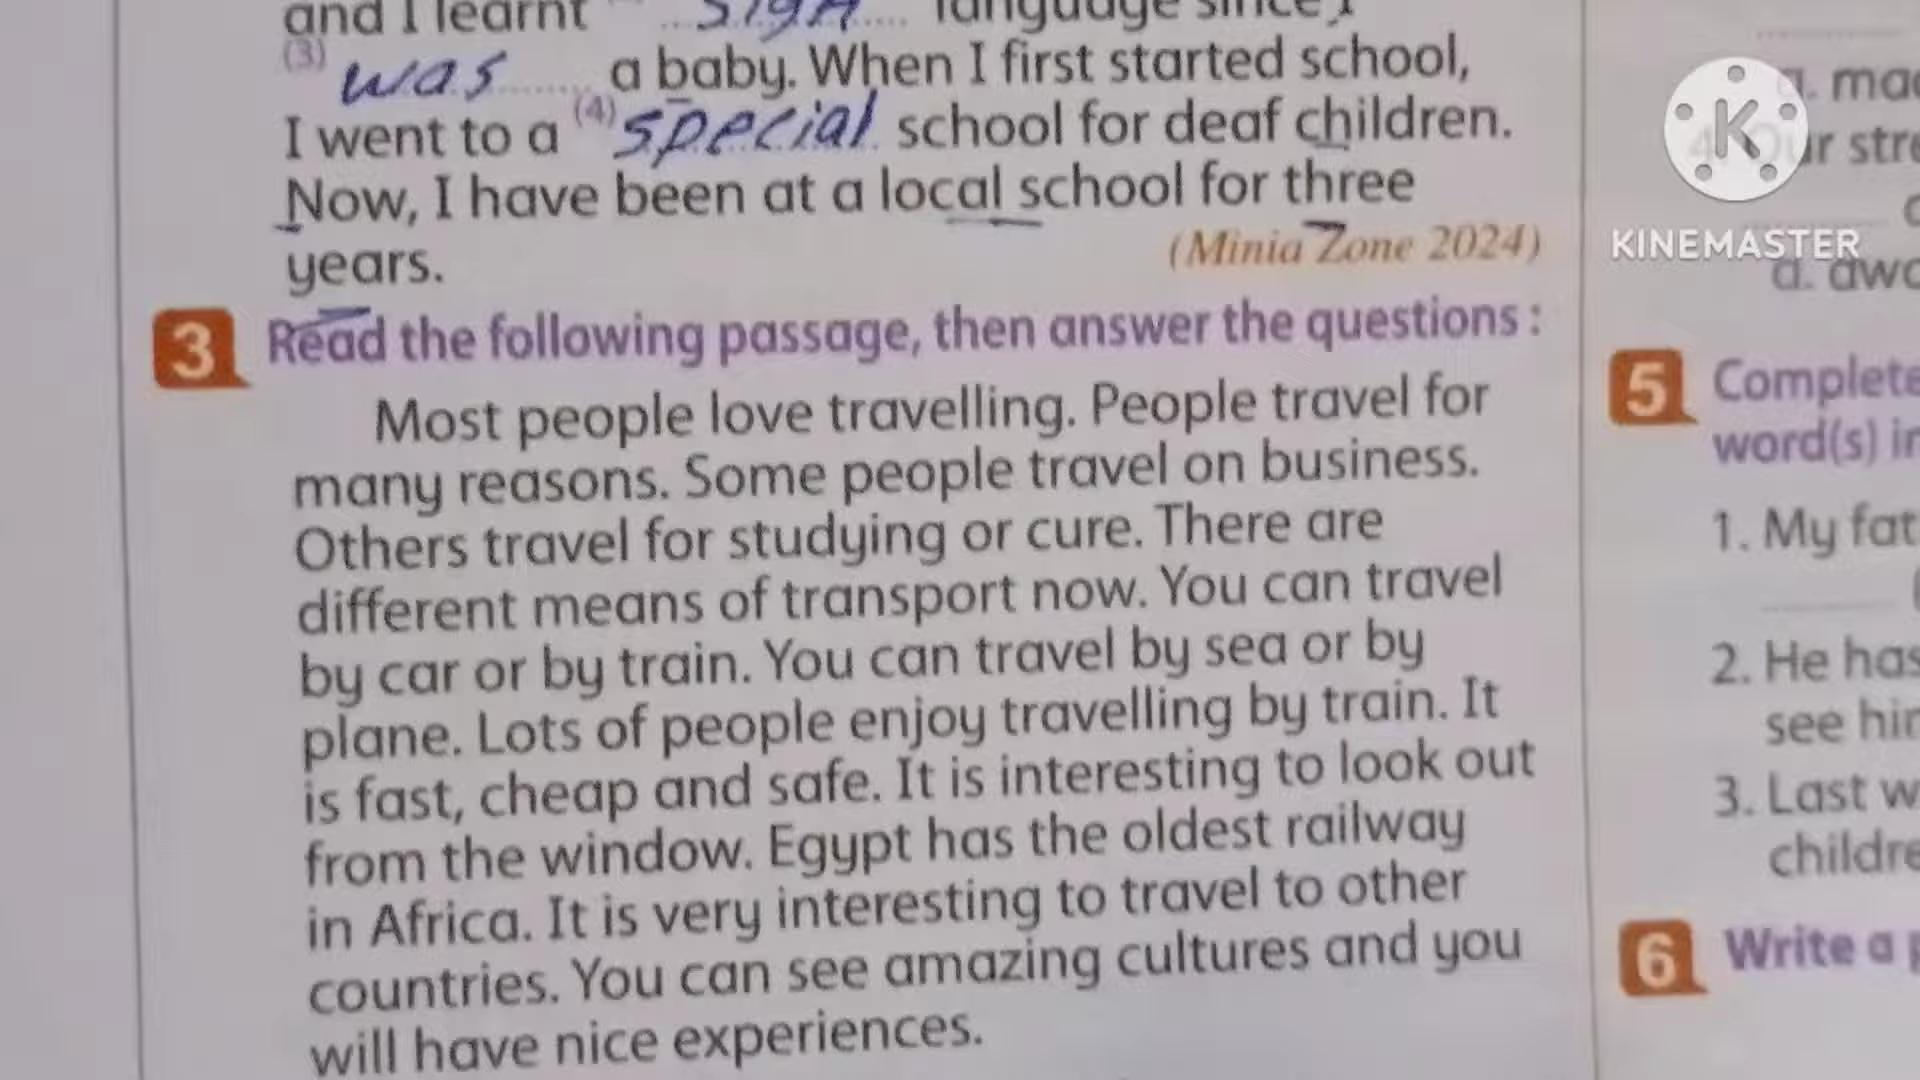 and I learnt sign language since I
(3) was a baby. When I first started school,
I went to a (4) special school for deaf children.
Now, I have been at a local school for three
years.
(Minia Zone 2024)
3 Read the following passage, then answer the questions :
Most people love travelling. People travel for
many reasons. Some people travel on business.
Others travel for studying or cure. There are
different means of transport now. You can travel
by car or by train. You can travel by sea or by
plane. Lots of people enjoy travelling by train. It
is fast, cheap and safe. It is interesting to look out
from the window. Egypt has the oldest railway
in Africa. It is very interesting to travel to other
countries. You can see amazing cultures and you
will have nice experiences.
K
KINEMASTER
5 Complete
word(s)
1. My
2. He has
see
3. Last
6 Write a